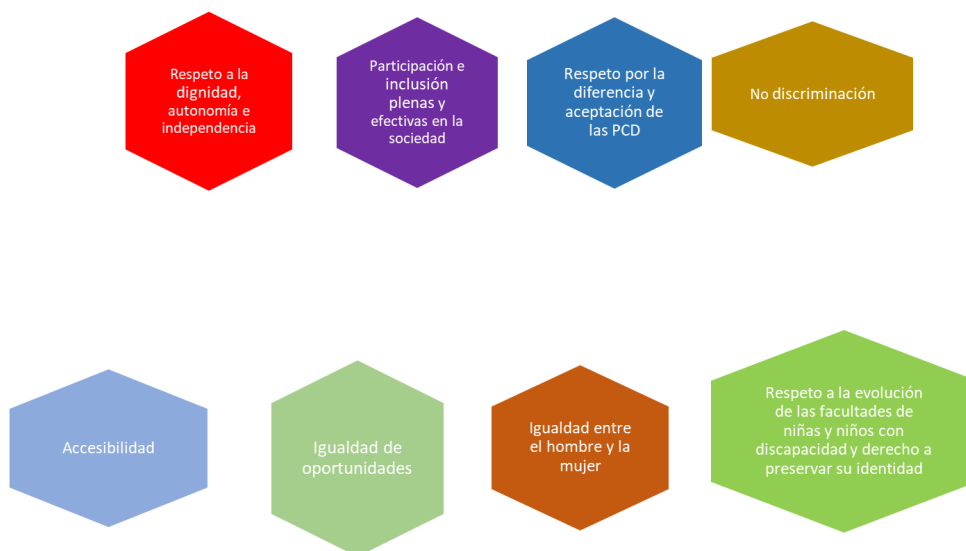 Respeto a la
dignidad,
autonomía e
independencia
Participación e
inclusión
plenas y
efectivas en la
sociedad
Respeto por la
diferencia y
aceptación de
las PCD
No discriminación
Accesibilidad
Igualdad de
oportunidades
Igualdad entre
el hombre y la
mujer
Respeto a la evolución
de las facultades de
niñas y niños con
discapacidad y derecho a
preservar su identidad